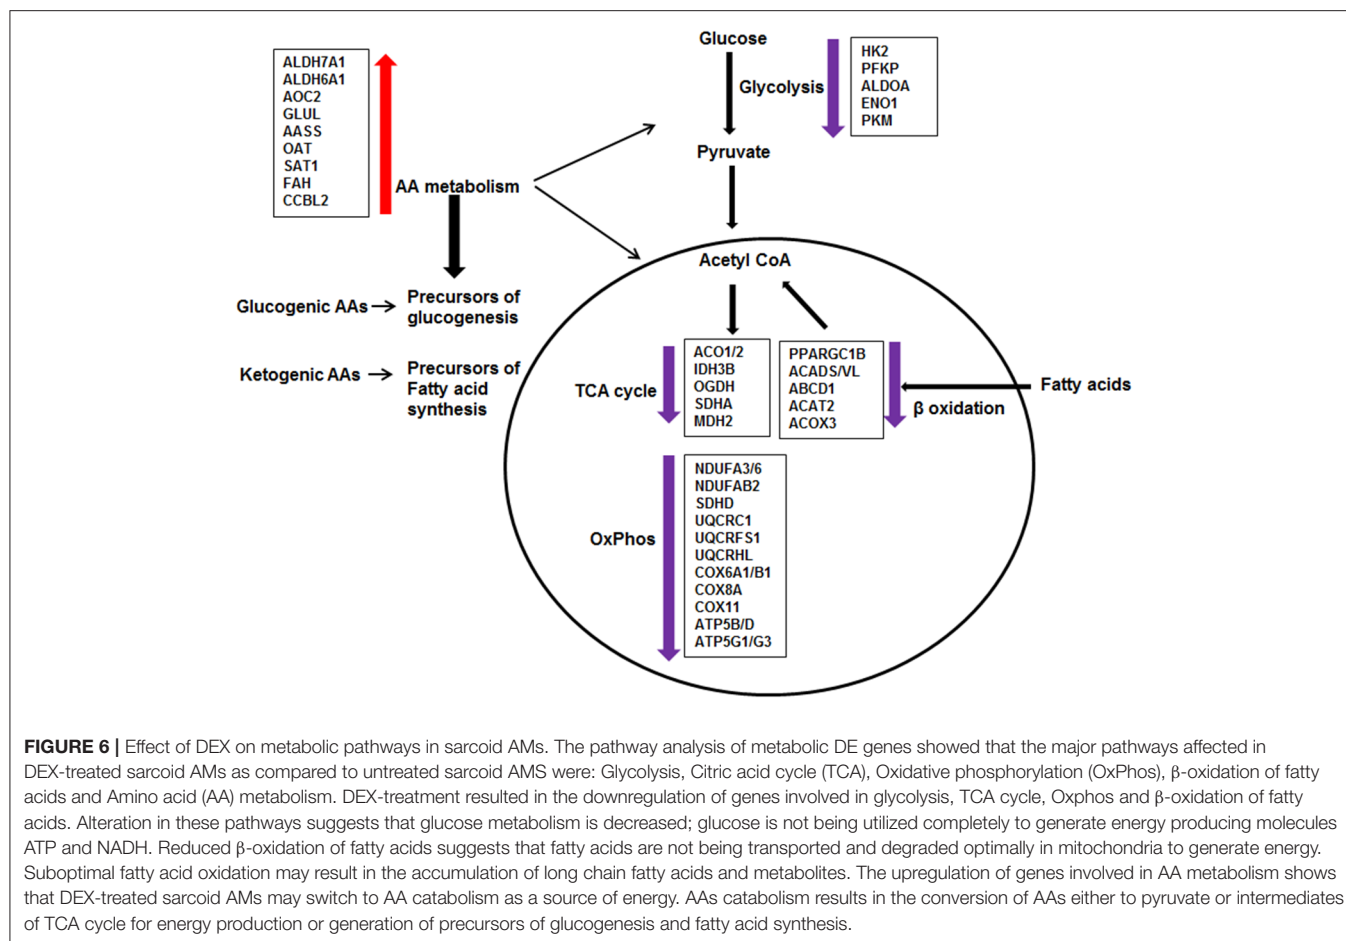 Glucose
Glycolysis
HK2
PFKP
ALDOA
ENO1
PKM
Pyruvate
ALDH7A1
ALDH6A1
AOC2
GLUL
AASS
OAT
SAT1
FAH
CCBL2
AA metabolism
Glucogenic AAs
Precursors of
glucogenesis
Ketogenic AAs
Precursors of
Fatty acid
synthesis
Acetyl CoA
TCA cycle
ACO1/2
IDH3B
OGDH
SDHA
MDH2
PPARGC1B
ACADS/VL
ABCD1
ACAT2
ACOX3
β oxidation
Fatty acids
OxPhos
NDUFA3/6
NDUFAB2
SDHD
UQCRC1
UQCRFS1
UQCRHL
COX6A1/B1
COX8A
COX11
ATP5B/D
ATP5G1/G3
FIGURE 6 | Effect of DEX on metabolic pathways in sarcoid AMs. The pathway analysis of metabolic DE genes showed that the major pathways affected in
DEX-treated sarcoid AMs as compared to untreated sarcoid AMS were: Glycolysis, Citric acid cycle (TCA), Oxidative phosphorylation (OxPhos), β-oxidation of fatty
acids and Amino acid (AA) metabolism. DEX-treatment resulted in the downregulation of genes involved in glycolysis, TCA cycle, Oxphos and β-oxidation of fatty
acids. Alteration in these pathways suggests that glucose metabolism is decreased; glucose is not being utilized completely to generate energy producing molecules
ATP and NADH. Reduced β-oxidation of fatty acids suggests that fatty acids are not being transported and degraded optimally in mitochondria to generate energy.
Suboptimal fatty acid oxidation may result in the accumulation of long chain fatty acids and metabolites. The upregulation of genes involved in AA metabolism shows
that DEX-treated sarcoid AMs may switch to AA catabolism as a source of energy. AAs catabolism results in the conversion of AAs either to pyruvate or intermediates
of TCA cycle for energy production or generation of precursors of glucogenesis and fatty acid synthesis.